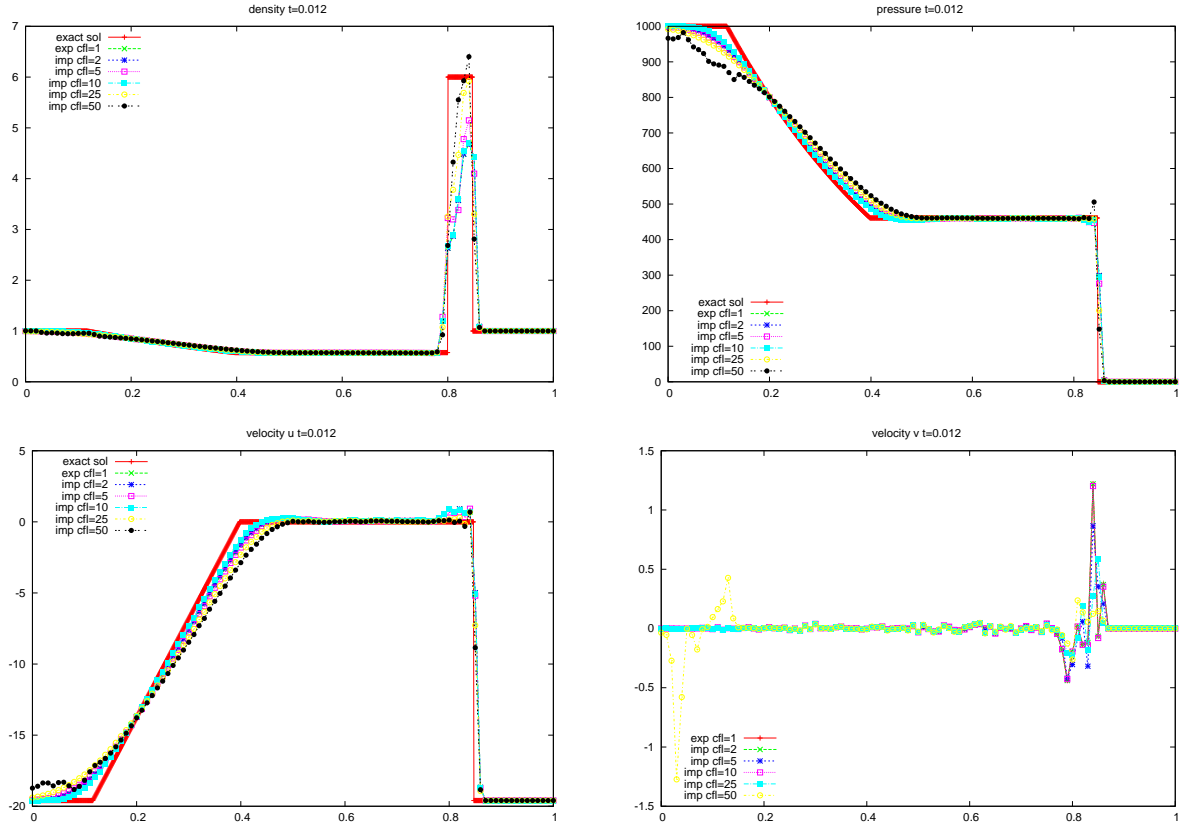 density t=0.012
7
6
5
4
3
2
1
0
exact sol
exp cfl=1
imp cfl=2
imp cfl=5
imp cfl=10
imp cfl=25
imp cfl=50
0 0.2 0.4 0.6 0.8 1
pressure t=0.012
1000
900
800
700
600
500
400
300
200
100
0
exact sol
exp cfl=1
imp cfl=2
imp cfl=5
imp cfl=10
imp cfl=25
imp cfl=50
0 0.2 0.4 0.6 0.8 1
velocity u t=0.012
5
0
-5
-10
-15
-20
exact sol
exp cfl=1
imp cfl=2
imp cfl=5
imp cfl=10
imp cfl=25
imp cfl=50
0 0.2 0.4 0.6 0.8 1
velocity v t=0.012
1.5
1
0.5
0
-0.5
-1
-1.5
exp cfl=1
imp cfl=2
imp cfl=5
imp cfl=10
imp cfl=25
imp cfl=50
0 0.2 0.4 0.6 0.8 1